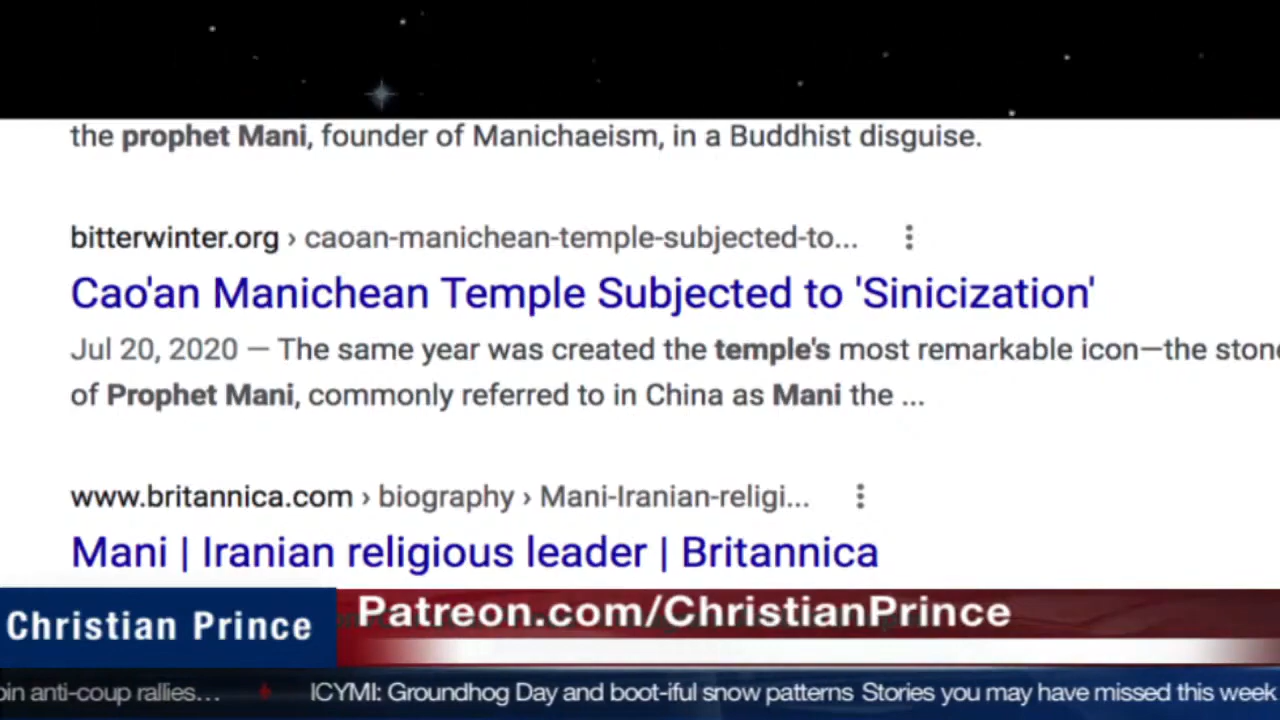 the prophet Mani, founder of Manichaeism, in a Buddhist disguise.
bitterwinter.org › caoan-manichean-temple-subjected-to...
Cao'an Manichean Temple Subjected to 'Sinicization'
Jul 20, 2020 — The same year was created the temple's most remarkable icon—the
of Prophet Mani, commonly referred to in China as Mani the ...
www.britannica.com › biography › Mani-Iranian-religi...
Mani | Iranian religious leader | Britannica
Christian Prince
Patreon.com/ChristianPrince
anti-coup rallies... ICYMI: Groundhog Day and boot-iful snow patterns Stories you may have missed this week